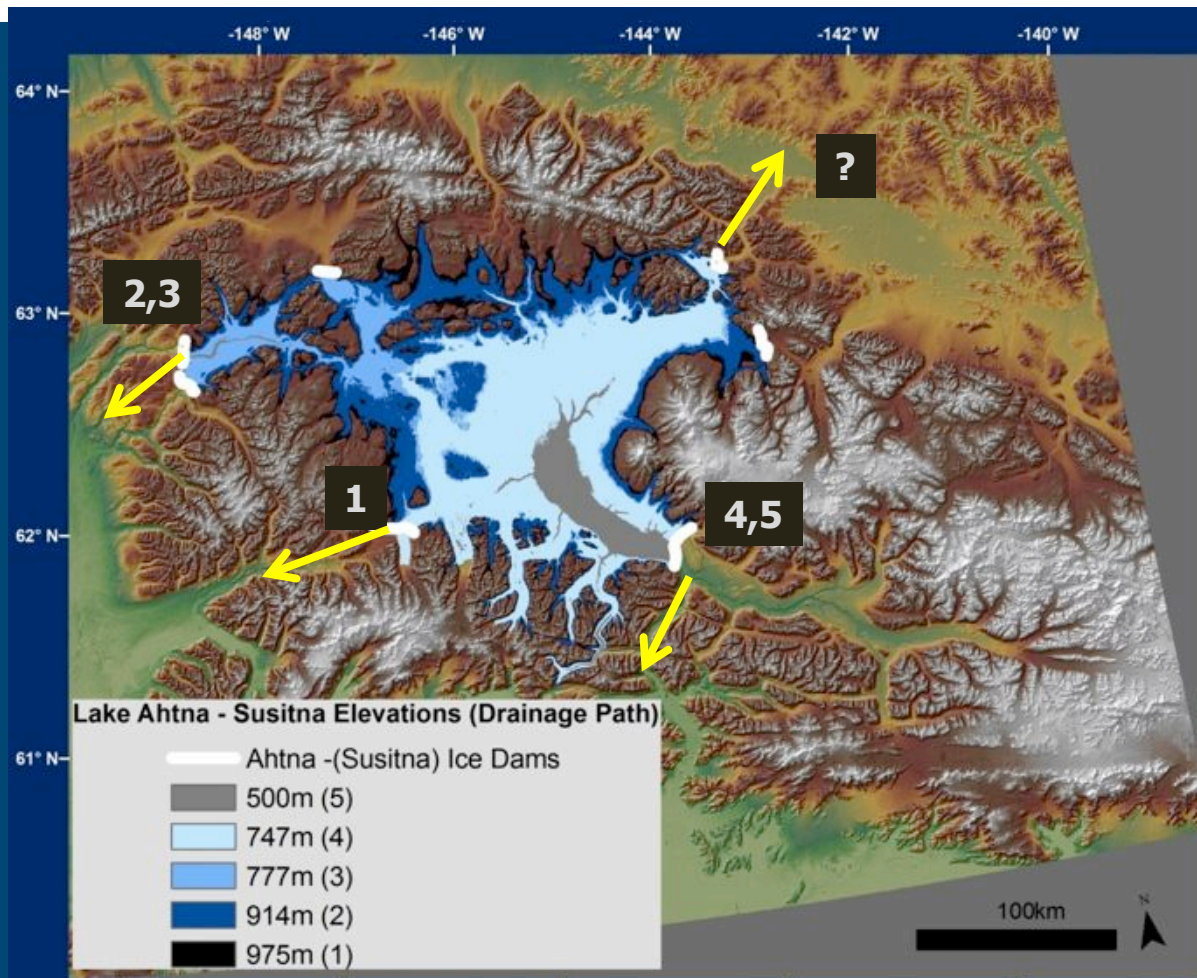 -148° W
-146° W
-144° W
-142° W
-140° W
64° N
?
63° N
2,3
1
62° N
4,5
Lake Ahtna - Susitna Elevations (Drainage Path)
61° N
Ahtna -(Susitna) Ice Dams
500m (5)
747m (4)
777m (3)
914m (2)
975m (1)
100km
N